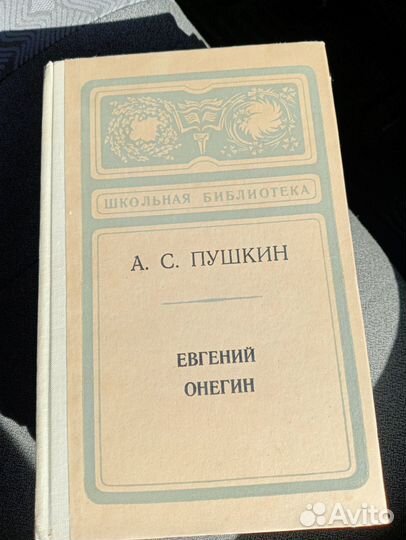 ШКОЛЬНАЯ БИБЛИОТЕКА
А. С. ПУШКИН
ЕВГЕНИЙ
ОНЕГИН
Avito